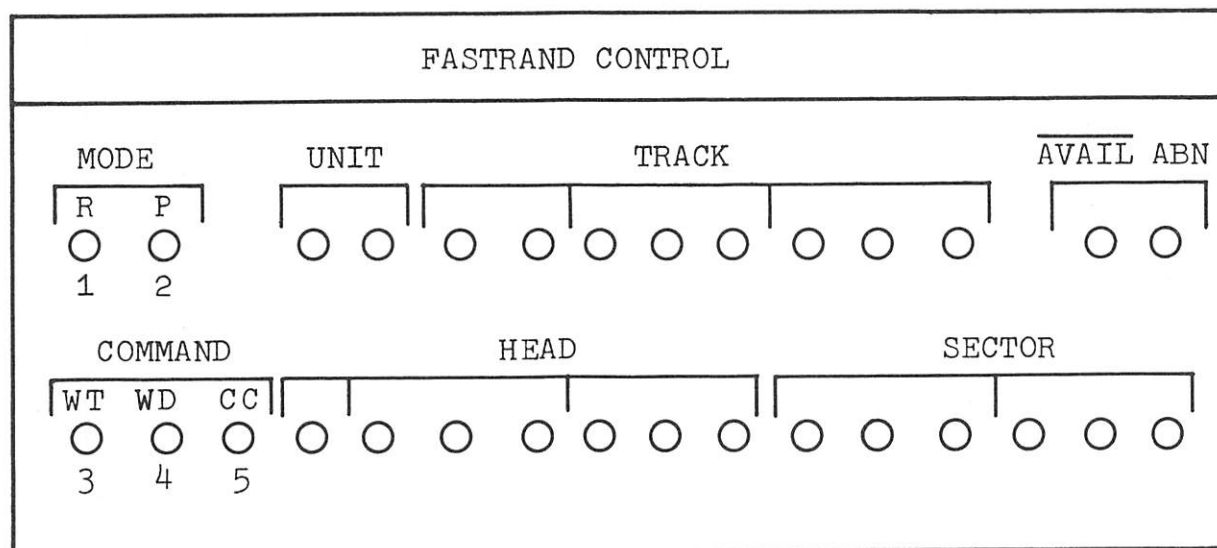 FASTRAND CONTROL
MODE UNIT TRACK AVAIL ABN
R P
1 2
COMMAND HEAD SECTOR
WT WD CC
3 4 5